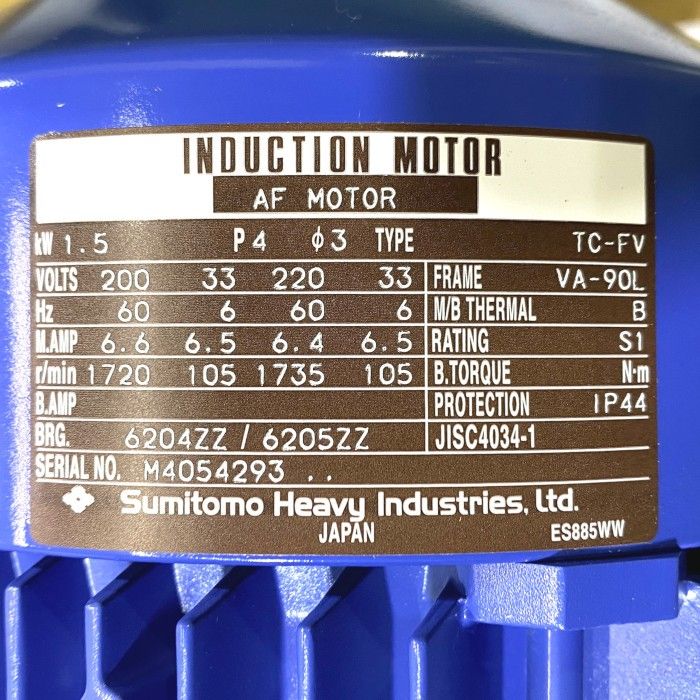 INDUCTION MOTOR
AF MOTOR
kW 1.5 P4 ϕ3 TYPE TC-FV
VOLTS 200 33 220 33 FRAME VA-90L
Hz 60 6 60 6 M/B THERMAL B
M.AMP 6.6 6.5 6.4 6.5 RATING S1
r/min 1720 105 1735 105 B.TORQUE N·m
B.AMP PROTECTION IP44
BRG. 6204ZZ / 6205ZZ JISC4034-1
SERIAL NO. M4054293 ..
Sumitomo Heavy Industries, Ltd.
JAPAN ES885WW